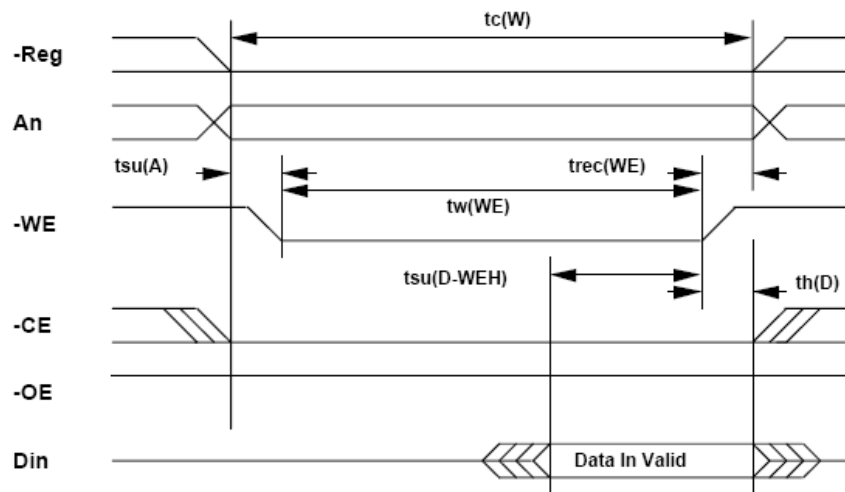 tc(W)
-Reg
An
tsu(A)
trec(WE)
tw(WE)
-WE
tsu(D-WEH)
th(D)
-CE
-OE
Din
Data In Valid